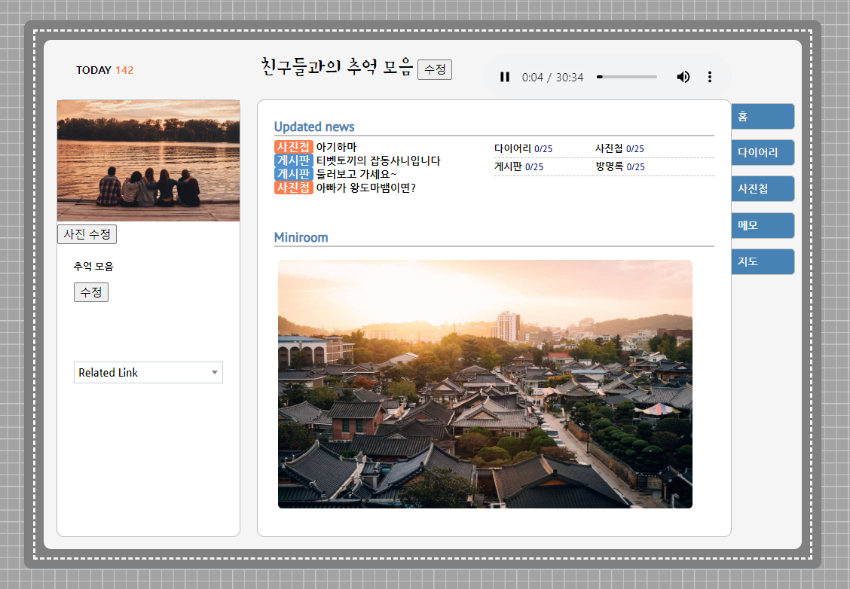 TODAY 142
친구들과의 추억 모음 수정
0:04 / 30:34
사진 수정
추억 모음
수정
Related Link
Updated news
사진첩 아기하마
게시판 티벳토끼의 잡동사니입니다
게시판 둘러보고 가세요~
사진첩 아빠가 왕도마뱀이면?
다이어리 0/25 사진첩 0/25
게시판 0/25 방명록 0/25
Miniroom
홈
다이어리
사진첩
메모
지도